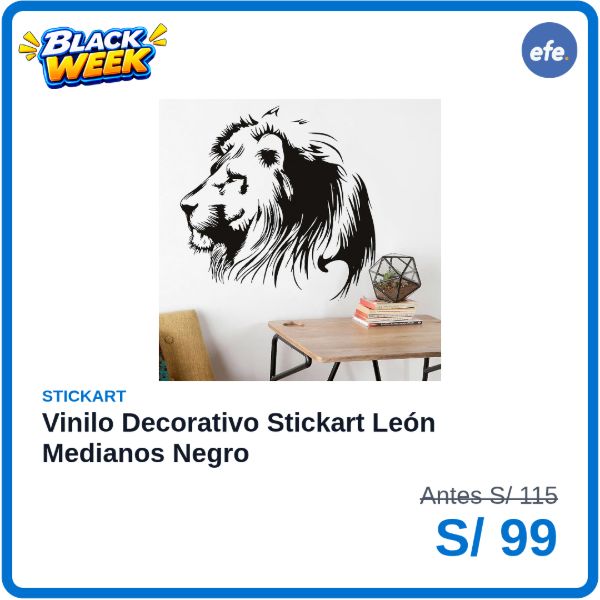 BLACK
WEEK
efe.
STICKART
Vinilo Decorativo Stickart León
Medianos Negro
Antes S/ 115
S/ 99